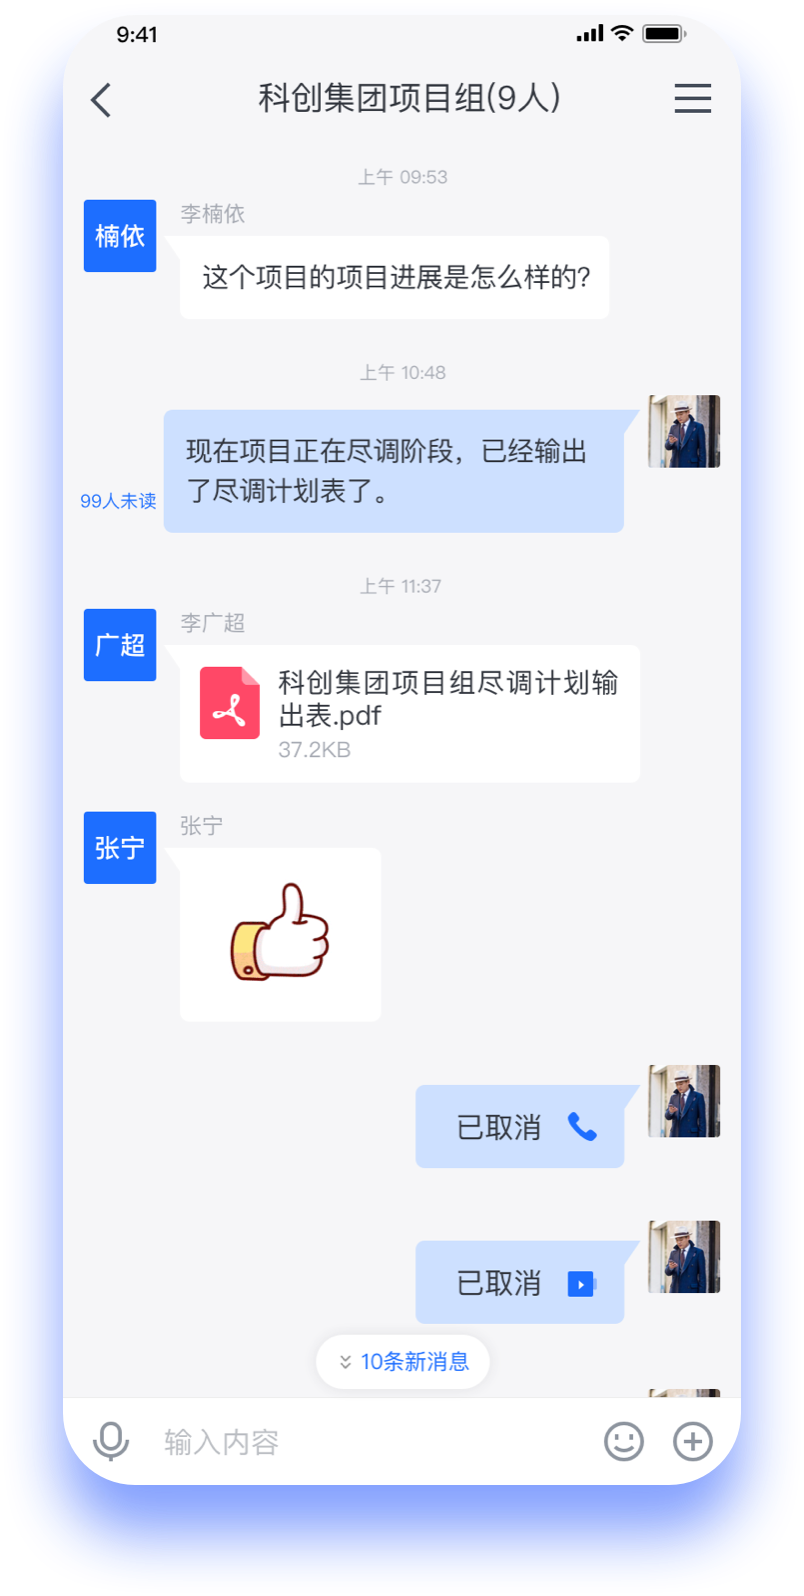 9:41
科创集团项目组(9人)
上午 09:53
楠依
李楠依
这个项目的项目进展是怎么样的?
上午 10:48
现在项目正在尽调阶段，已经输出
了尽调计划表了。
99人未读
上午 11:37
广超
李广超
科创集团项目组尽调计划输
出表.pdf
37.2KB
张宁
张宁
已取消
已取消
10条新消息
输入内容